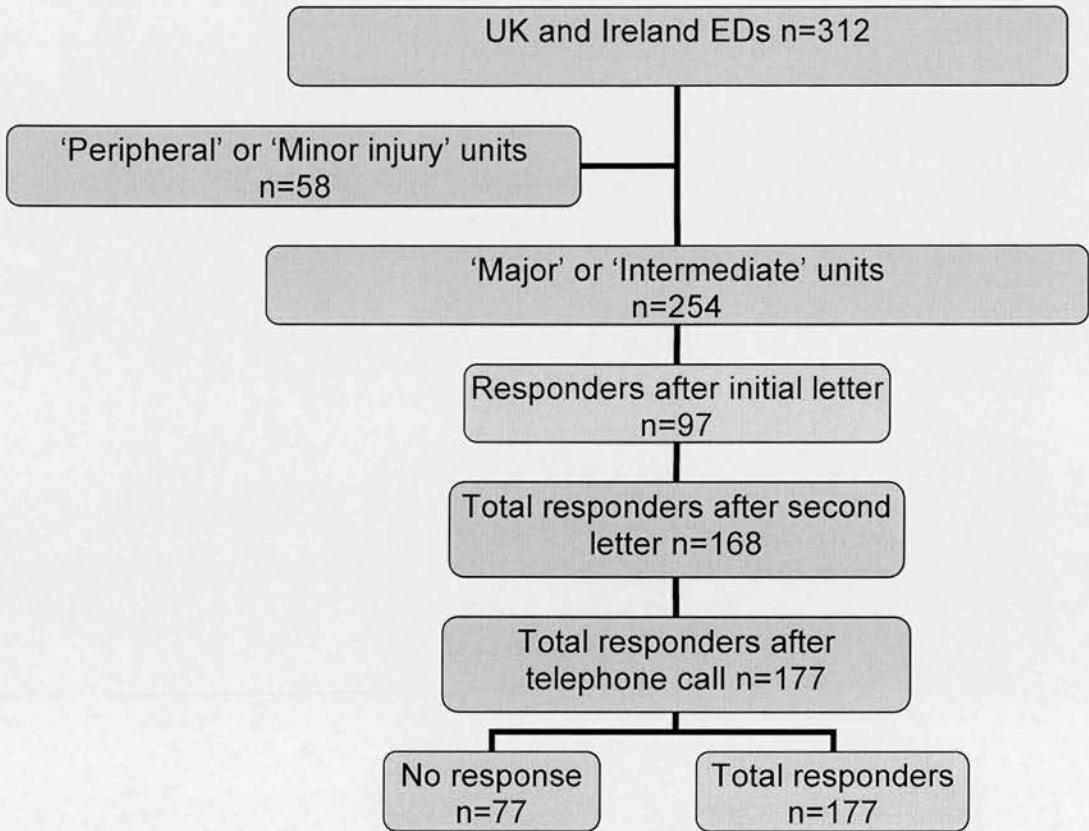 UK and Ireland EDs n=312
‘Peripheral’ or ‘Minor injury’ units
n=58
‘Major’ or ‘Intermediate’ units
n=254
Responders after initial letter
n=97
Total responders after second
letter n=168
Total responders after
telephone call n=177
No response
n=77
Total responders
n=177